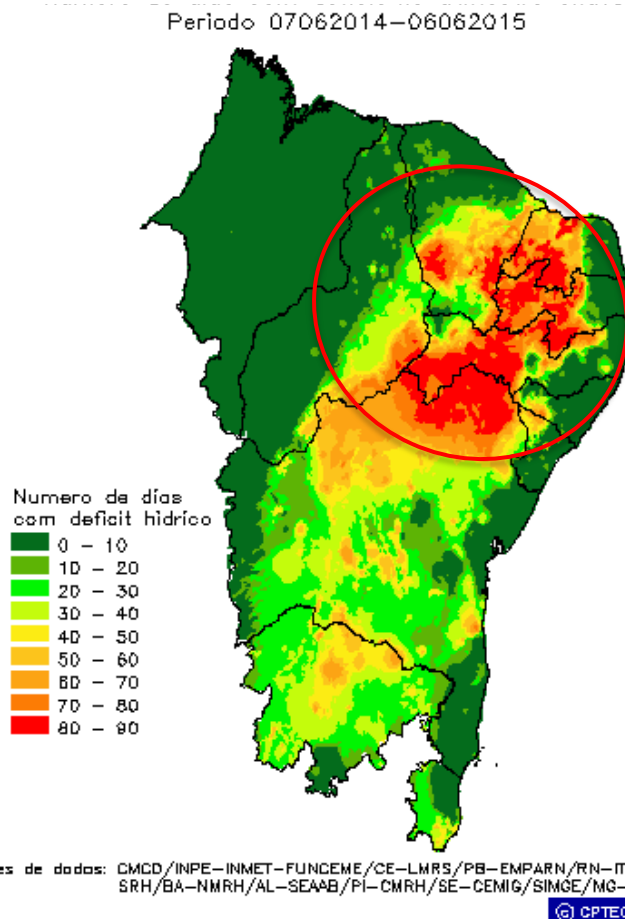 Periodo 07062014–06062015
Numero de dias
com deficit hidrico
0 – 10
10 – 20
20 – 30
30 – 40
40 – 50
50 – 60
60 – 70
70 – 80
80 – 90
es de dados: CMCD/INPE–INMET–FUNCEME/CE–LMRS/PB–EMPARN/RN–IT
SRH/BA–NMRH/AL–SEAAB/PI–CMRH/SE–CEMIG/SIMGE/MG–
© CPTEC